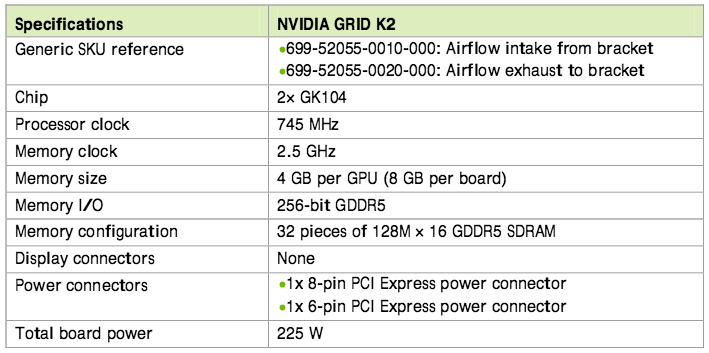 Specifications NVIDIA GRID K2
Generic SKU reference •699-52055-0010-000: Airflow intake from bracket
•699-52055-0020-000: Airflow exhaust to bracket
Chip 2× GK104
Processor clock 745 MHz
Memory clock 2.5 GHz
Memory size 4 GB per GPU (8 GB per board)
Memory I/O 256-bit GDDR5
Memory configuration 32 pieces of 128M × 16 GDDR5 SDRAM
Display connectors None
Power connectors •1x 8-pin PCI Express power connector
•1x 6-pin PCI Express power connector
Total board power 225 W